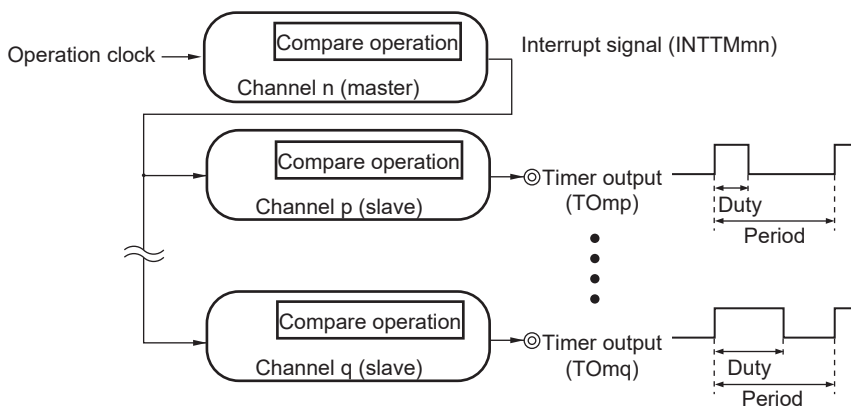 Compare operation
Operation clock
Interrupt signal (INTTMmn)
Channel n (master)
Compare operation
Channel p (slave)
Timer output
(TOmp)
Duty
Period
Compare operation
Channel q (slave)
Timer output
(TOmq)
Duty
Period